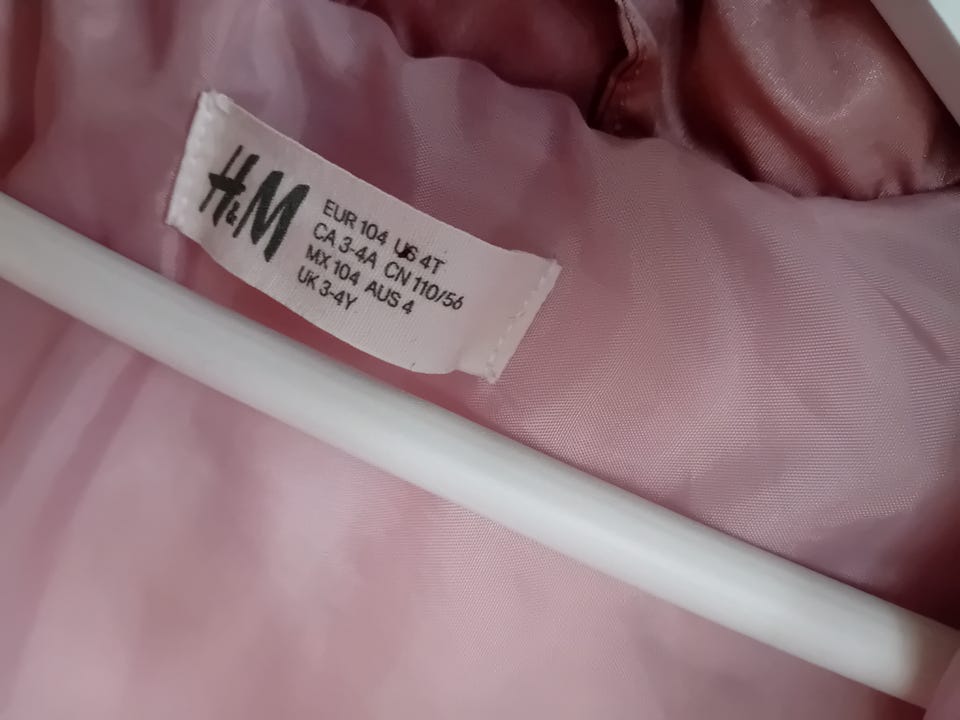 H&M
EUR 104 US 4T
CA 3-4A CN 110/56
MX 104 AUS 4
UK 3-4Y